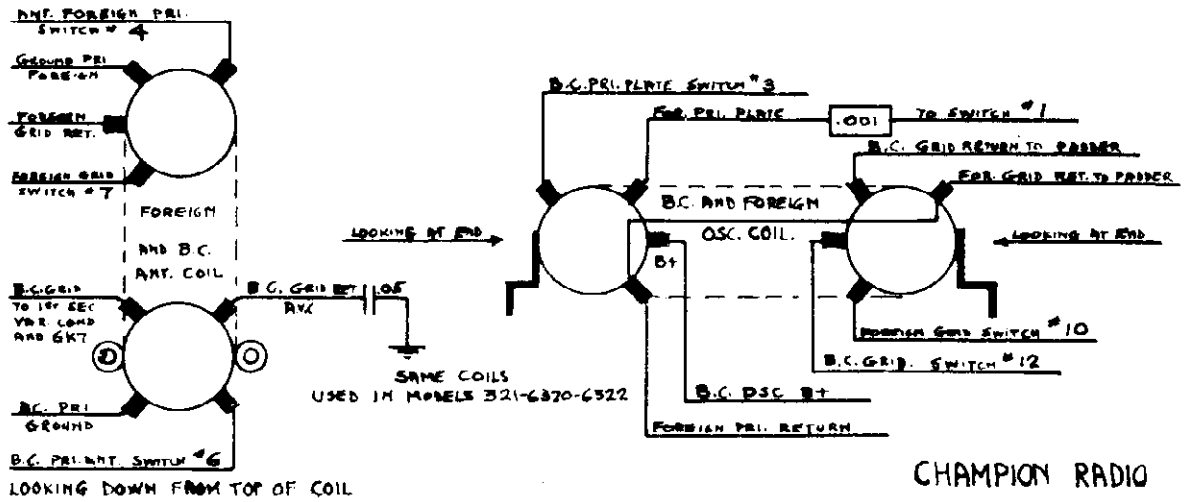 ANT. FOREIGN PRI.
SWITCH # 4
GROUND PRI
FOREIGN
FOREIGN
GRID RET.
FOREIGN GRID
SWITCH # 7
FOREIGN
AND B.C.
ANT. COIL
B.C. GRID
TO 1ST SEC
VAR. COND
AND 6K7
B.C. GRID RET
AVC
.05
BC. PRI
GROUND
B.C. PRI. ANT. SWITCH #6
LOOKING DOWN FROM TOP OF COIL
SAME COILS
USED IN MODELS 321-6370-6322
B.C. PRI. PLATE SWITCH #3
FOR. PRI. PLATE
.001
TO SWITCH #1
B.C. GRID RETURN TO PADDER
FOR. GRID RET. TO PADDER
B.C. AND FOREIGN
OSC. COIL.
LOOKING AT END
B+
LOOKING AT END
FOREIGN GRID SWITCH #10
B.C. GRID. SWITCH #12
B.C. OSC B+
FOREIGN PRI. RETURN
CHAMPION RADIO